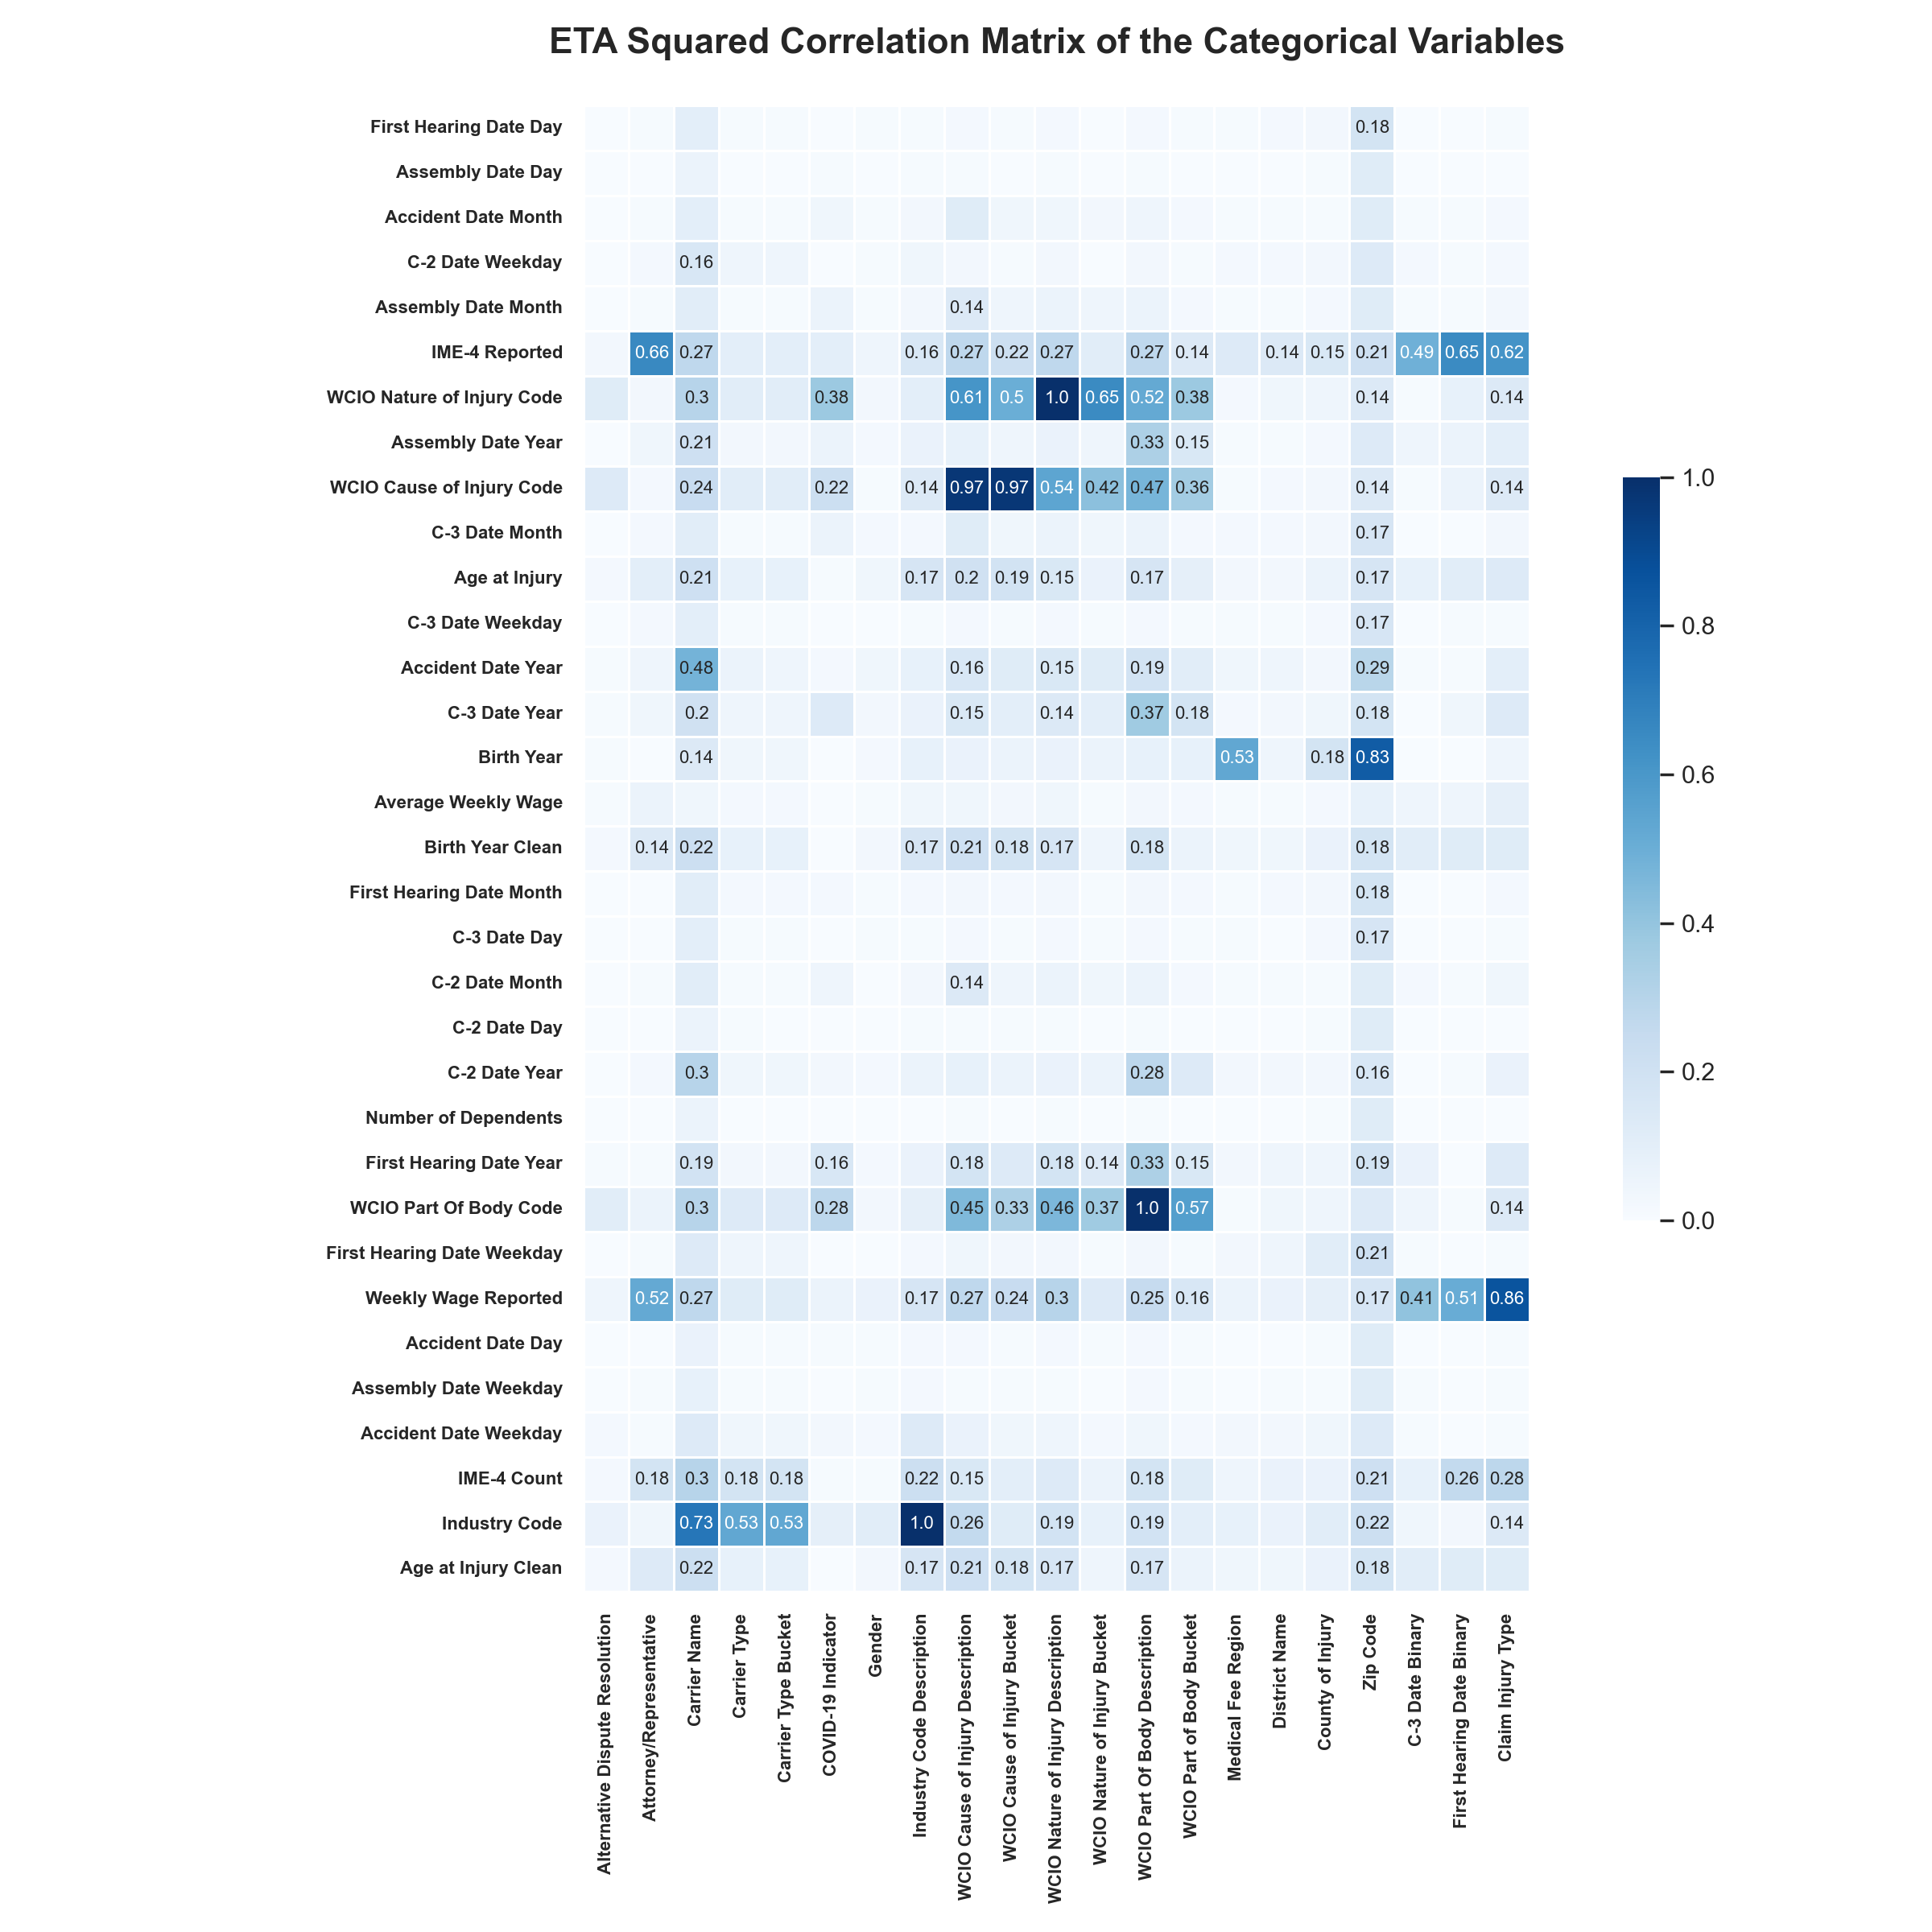 ETA Squared Correlation Matrix of the Categorical Variables
First Hearing Date Day 0.18
Assembly Date Day
Accident Date Month
C-2 Date Weekday 0.16
Assembly Date Month 0.14
IME-4 Reported 0.66 0.27 0.16 0.27 0.22 0.27 0.27 0.14 0.14 0.15 0.21 0.49 0.65 0.62
WCIO Nature of Injury Code 0.3 0.38 0.61 0.5 1.0 0.65 0.52 0.38 0.14 0.14
Assembly Date Year 0.21 0.33 0.15
WCIO Cause of Injury Code 0.24 0.22 0.14 0.97 0.97 0.54 0.42 0.47 0.36 0.14 0.14
C-3 Date Month 0.17
Age at Injury 0.21 0.17 0.2 0.19 0.15 0.17 0.17
C-3 Date Weekday 0.17
Accident Date Year 0.48 0.16 0.15 0.19 0.29
C-3 Date Year 0.2 0.15 0.14 0.37 0.18 0.18
Birth Year 0.14 0.53 0.18 0.83
Average Weekly Wage
Birth Year Clean 0.14 0.22 0.17 0.21 0.18 0.17 0.18 0.18
First Hearing Date Month 0.18
C-3 Date Day 0.17
C-2 Date Month 0.14
C-2 Date Day
C-2 Date Year 0.3 0.28 0.16
Number of Dependents
First Hearing Date Year 0.19 0.16 0.18 0.18 0.14 0.33 0.15 0.19
WCIO Part Of Body Code 0.3 0.28 0.45 0.33 0.46 0.37 1.0 0.57 0.14
First Hearing Date Weekday 0.21
Weekly Wage Reported 0.52 0.27 0.17 0.27 0.24 0.3 0.25 0.16 0.17 0.41 0.51 0.86
Accident Date Day
Assembly Date Weekday
Accident Date Weekday
IME-4 Count 0.18 0.3 0.18 0.18 0.22 0.15 0.18 0.21 0.26 0.28
Industry Code 0.73 0.53 0.53 1.0 0.26 0.19 0.19 0.22 0.14
Age at Injury Clean 0.22 0.17 0.21 0.18 0.17 0.17 0.18
Alternative Dispute Resolution
Attorney/Representative
Carrier Name
Carrier Type
Carrier Type Bucket
COVID-19 Indicator
Gender
Industry Code Description
WCIO Cause of Injury Description
WCIO Cause of Injury Bucket
WCIO Nature of Injury Description
WCIO Nature of Injury Bucket
WCIO Part Of Body Description
WCIO Part of Body Bucket
Medical Fee Region
District Name
County of Injury
Zip Code
C-3 Date Binary
First Hearing Date Binary
Claim Injury Type
1.0
0.8
0.6
0.4
0.2
0.0